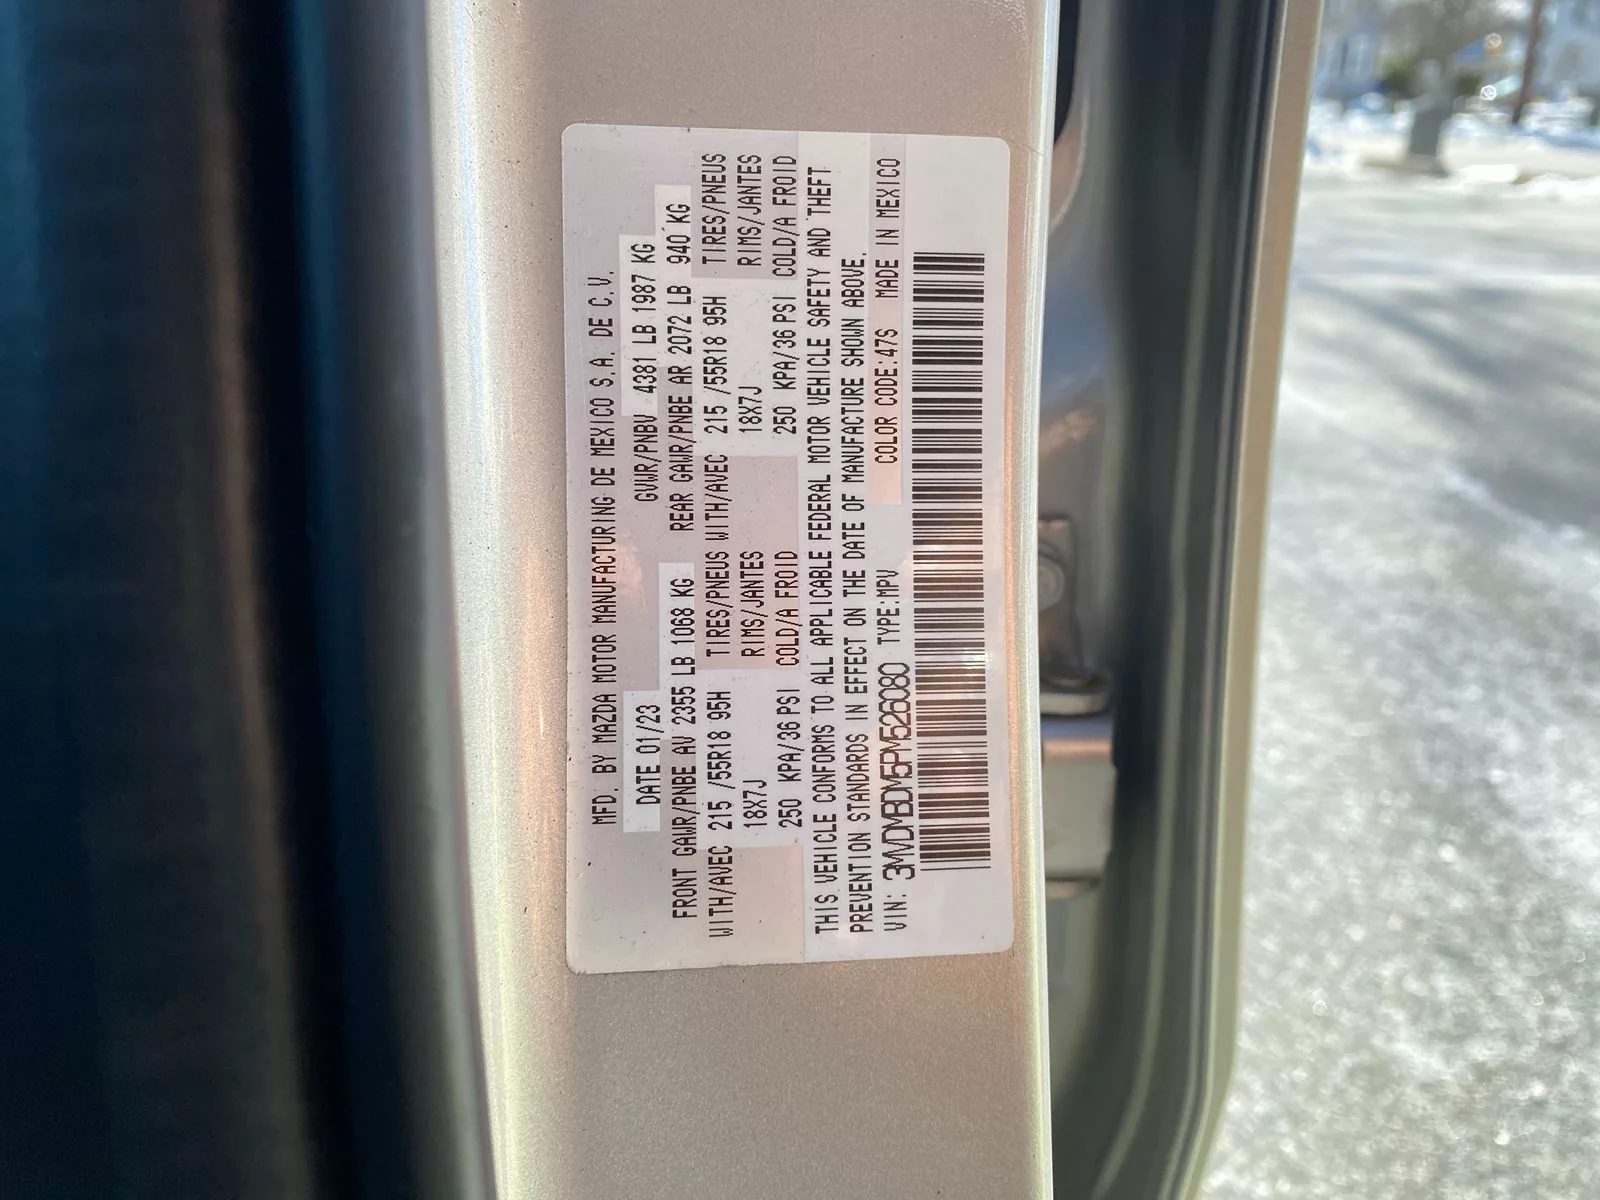 MFD. BY MAZDA MOTOR MANUFACTURING DE MEXICO S.A. DE C.V.
DATE 01/23 GVWR/PNBV 4381 LB 1987 KG
FRONT GAWR/PNBE AV 2355 LB 1068 KG REAR GAWR/PNBE AR 2072 LB 940 KG
WITH/AVEC 215 /55R18 95H TIRES/PNEUS WITH/AVEC 215 /55R18 95H TIRES/PNEUS
18X7J RIMS/JANTES 18X7J RIMS/JANTES
250 KPA/36 PSI COLD/A FROID 250 KPA/36 PSI COLD/A FROID
THIS VEHICLE CONFORMS TO ALL APPLICABLE FEDERAL MOTOR VEHICLE SAFETY AND THEFT
PREVENTION STANDARDS IN EFFECT ON THE DATE OF MANUFACTURE SHOWN ABOVE.
VIN: 3MVDMBDM5PM526080 TYPE:MPV COLOR CODE:47S MADE IN MEXICO